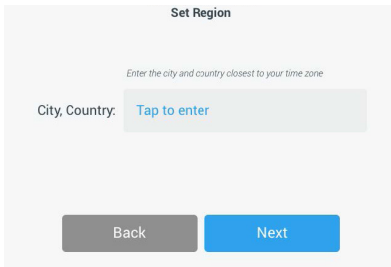 Set Region
Enter the city and country closest to your time zone
City, Country: Tap to enter
Back Next